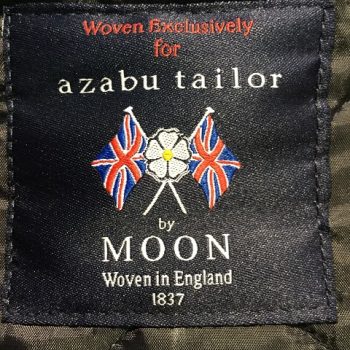 Woven Exclusively
for
azabu tailor
by
MOON
Woven in England
1837